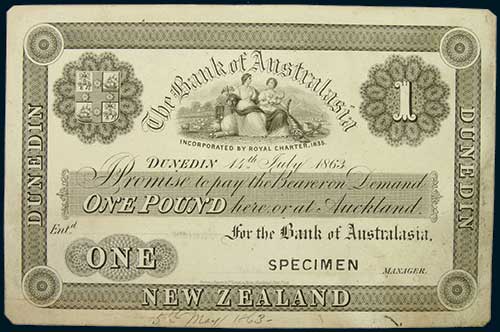 The Bank of Australasia
INCORPORATED BY ROYAL CHARTER, 1835.
1
DUNEDIN
DUNEDIN
DUNEDIN 14th July 1863
I Promise to pay the Bearer on Demand
ONE POUND here, or at Auckland.
Ent.d
For the Bank of Australasia,
ONE
SPECIMEN
MANAGER.
NEW ZEALAND
5th May 1863